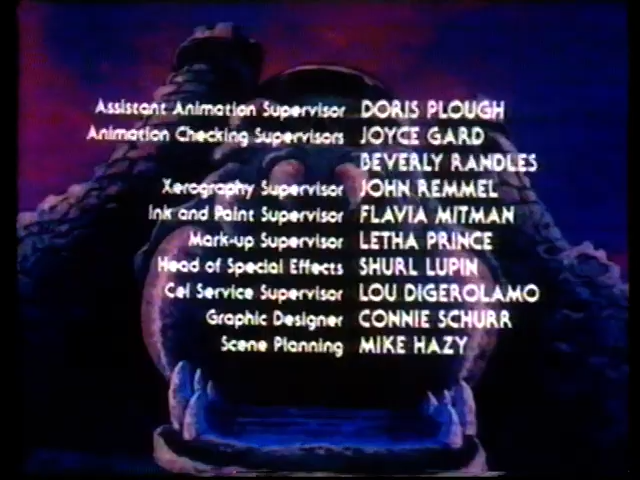 Assistant Animation Supervisor DORIS PLOUGH
Animation Checking Supervisors JOYCE GARD
BEVERLY RANDLES
Xerography Supervisor JOHN REMMEL
Ink and Paint Supervisor FLAVIA MITMAN
Mark-up Supervisor LETHA PRINCE
Head of Special Effects SHURL LUPIN
Cel Service Supervisor LOU DIGEROLAMO
Graphic Designer CONNIE SCHURR
Scene Planning MIKE HAZY